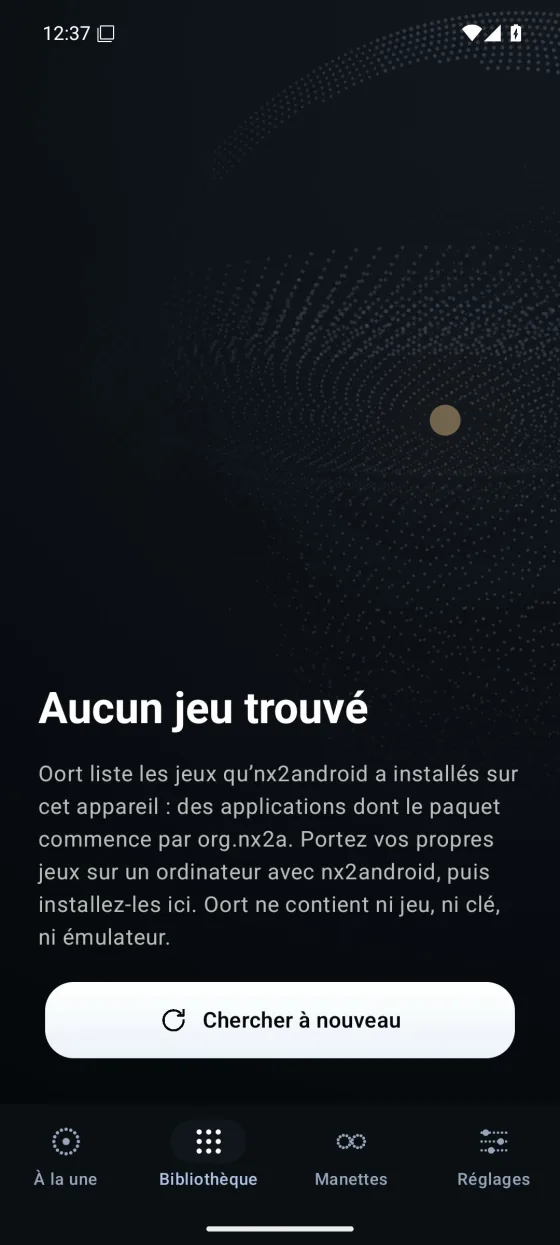 12:37
Aucun jeu trouvé
Oort liste les jeux qu’nx2android a installés sur
cet appareil : des applications dont le paquet
commence par org.nx2a. Portez vos propres
jeux sur un ordinateur avec nx2android, puis
installez-les ici. Oort ne contient ni jeu, ni clé,
ni émulateur.
Chercher à nouveau
À la une
Bibliothèque
Manettes
Réglages